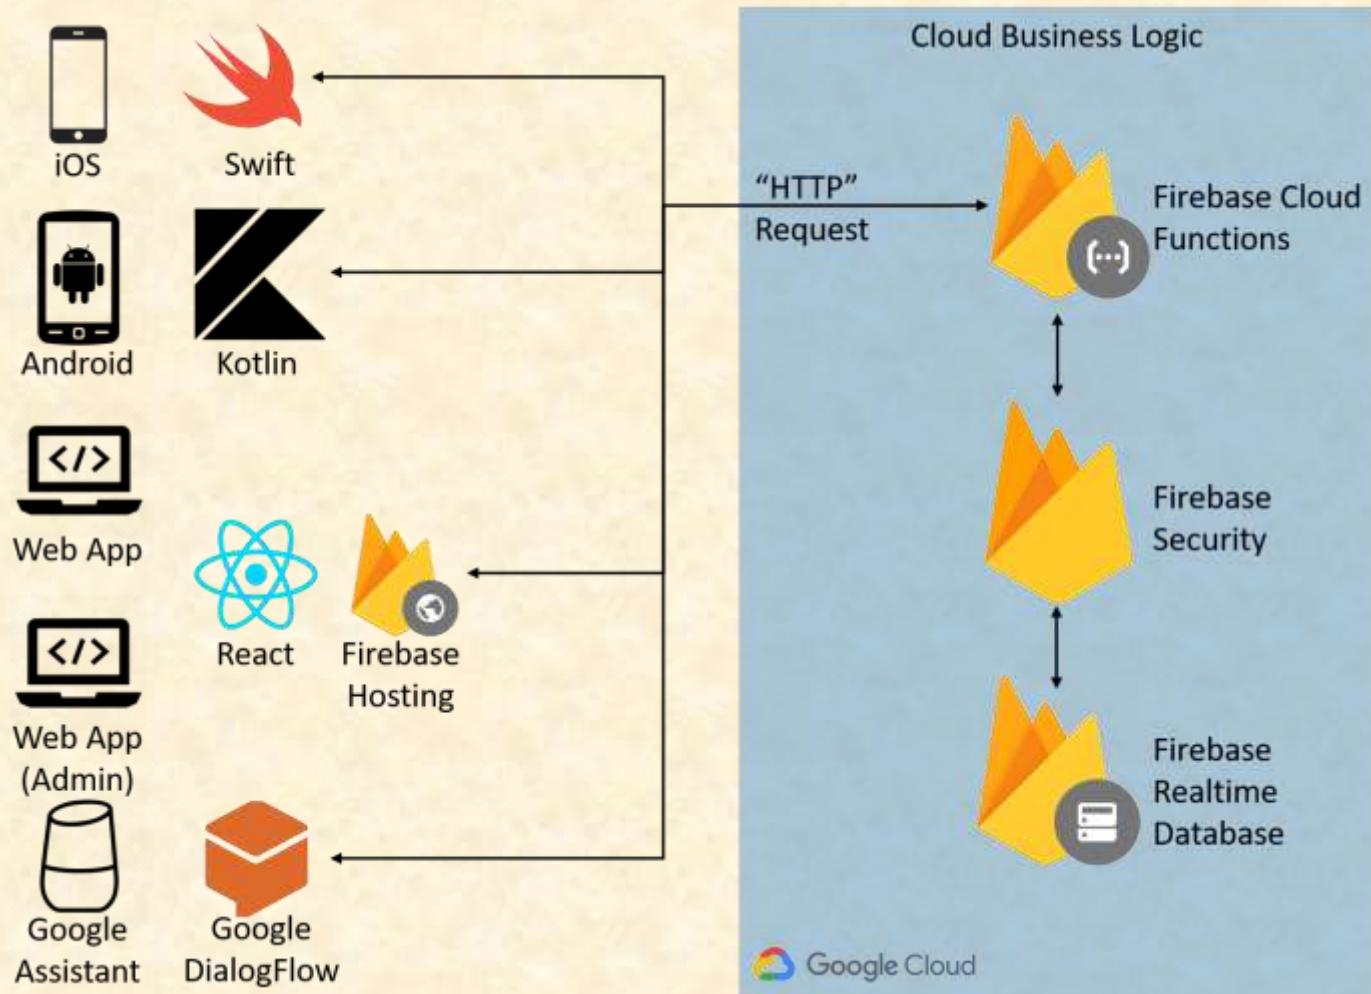 Cloud Business Logic
iOS
Swift
"HTTP"
Request
Firebase Cloud
Functions
Android
Kotlin
</>
Web App
Firebase
Security
React
Firebase
Hosting
</>
Web App
(Admin)
Firebase
Realtime
Database
Google
Assistant
Google
DialogFlow
Google Cloud